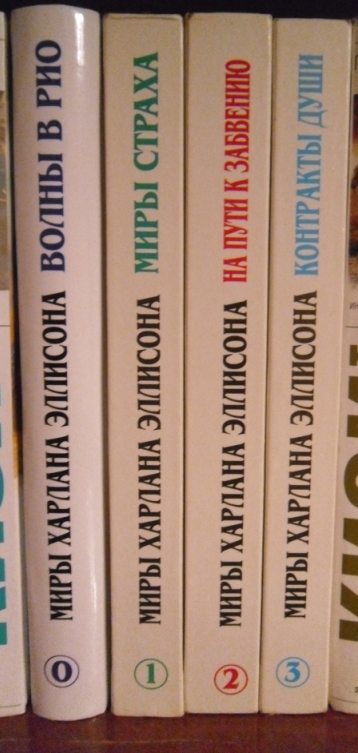 0 МИРЫ ХАРЛАНА ЭЛЛИСОНА ВОЛНЫ В РИО
1 МИРЫ ХАРЛАНА ЭЛЛИСОНА МИРЫ СТРАХА
2 МИРЫ ХАРЛАНА ЭЛЛИСОНА НА ПУТИ К ЗАБВЕНИЮ
3 МИРЫ ХАРЛАНА ЭЛЛИСОНА КОНТРАКТЫ ДУШИ